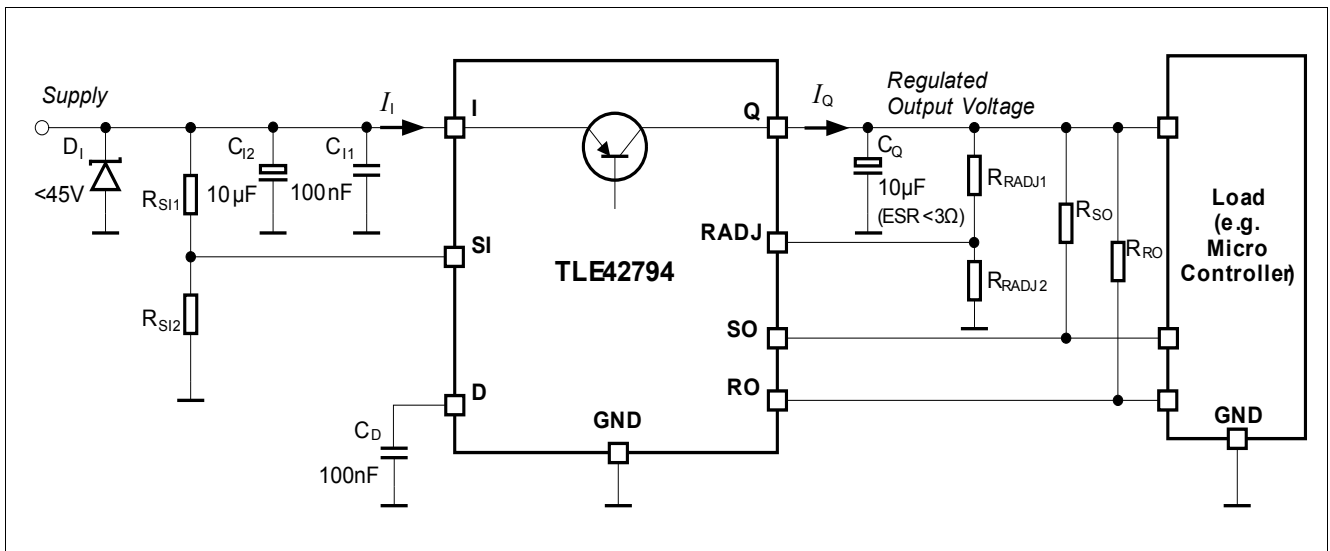 Supply
I_I
I
Q
I_Q
Regulated
Output Voltage
D_I
<45V
R_SI1
C_I2
10µF
C_I1
100nF
C_Q
10µF
(ESR<3Ω)
R_RADJ1
R_SO
R_RO
Load
(e.g.
Micro
Controller)
SI
RADJ
TLE42794
R_SI2
R_RADJ2
SO
D
RO
C_D
100nF
GND
GND